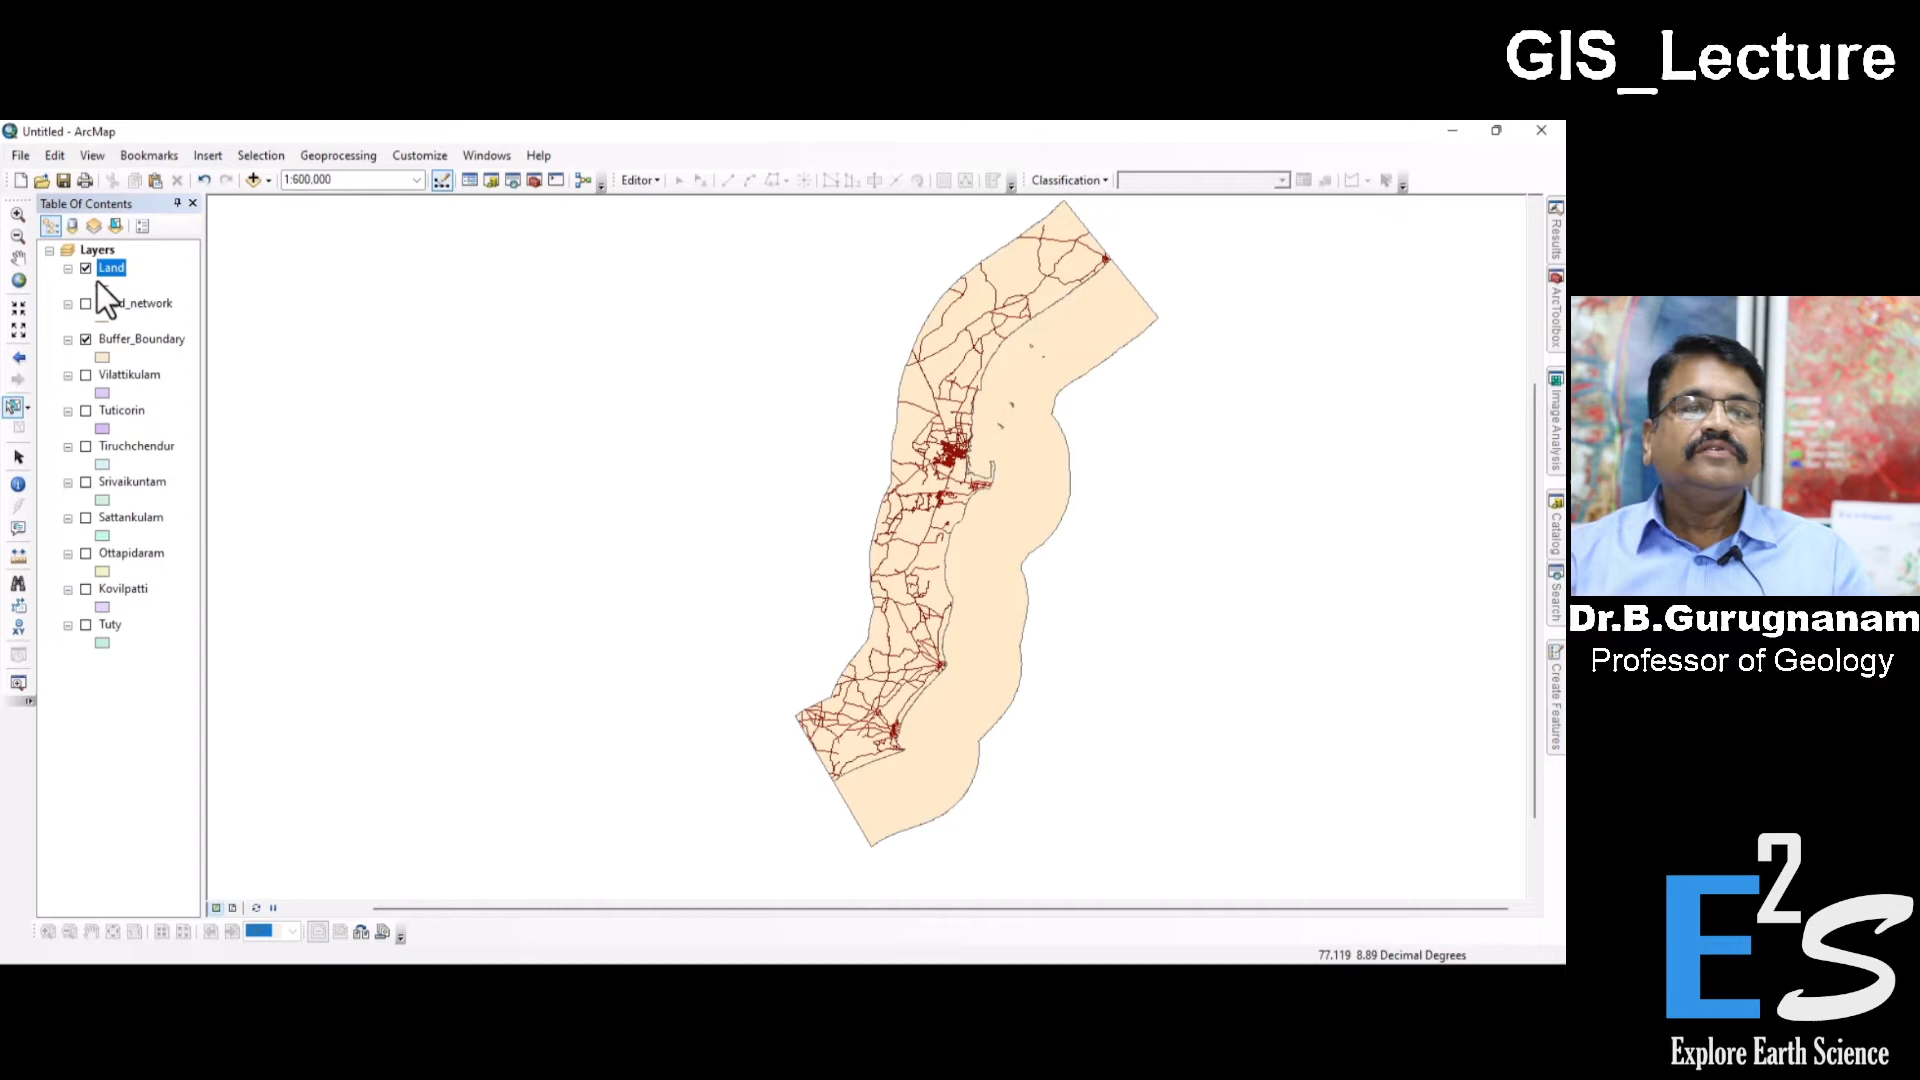 GIS_Lecture
Untitled - ArcMap
File Edit View Bookmarks Insert Selection Geoprocessing Customize Windows Help
1:600,000 Editor Classification
Table Of Contents
Layers
Land
d_network
Buffer_Boundary
Vilattikulam
Tuticorin
Tiruchchendur
Srivaikuntam
Sattankulam
Ottapidaram
Kovilpatti
Tuty
Results
ArcToolbox
Image Analysis
Catalog
Search
Create Features
77.119 8.89 Decimal Degrees
Dr.B.Gurugnanam
Professor of Geology
E2S
Explore Earth Science